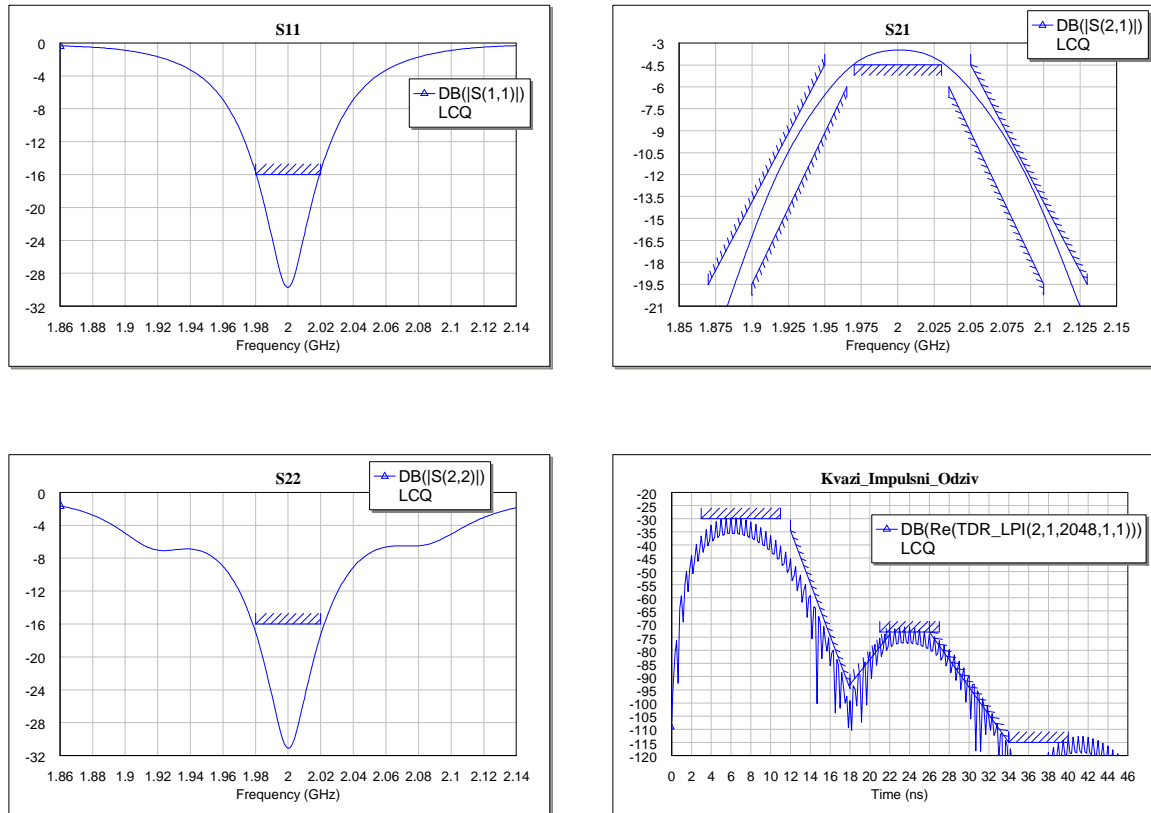 S11
DB(|S(1,1)|)
LCQ
0
-4
-8
-12
-16
-20
-24
-28
-32
1.86 1.88 1.9 1.92 1.94 1.96 1.98 2 2.02 2.04 2.06 2.08 2.1 2.12 2.14
Frequency (GHz)
S21
DB(|S(2,1)|)
LCQ
-3
-4.5
-6
-7.5
-9
-10.5
-12
-13.5
-15
-16.5
-18
-19.5
-21
1.85 1.875 1.9 1.925 1.95 1.975 2 2.025 2.05 2.075 2.1 2.125 2.15
Frequency (GHz)
S22
DB(|S(2,2)|)
LCQ
0
-4
-8
-12
-16
-20
-24
-28
-32
1.86 1.88 1.9 1.92 1.94 1.96 1.98 2 2.02 2.04 2.06 2.08 2.1 2.12 2.14
Frequency (GHz)
Kvazi_Impulsni_Odziv
DB(Re(TDR_LPI(2,1,2048,1,1)))
LCQ
-20
-25
-30
-35
-40
-45
-50
-55
-60
-65
-70
-75
-80
-85
-90
-95
-100
-105
-110
-115
-120
0 2 4 6 8 10 12 14 16 18 20 22 24 26 28 30 32 34 36 38 40 42 44 46
Time (ns)